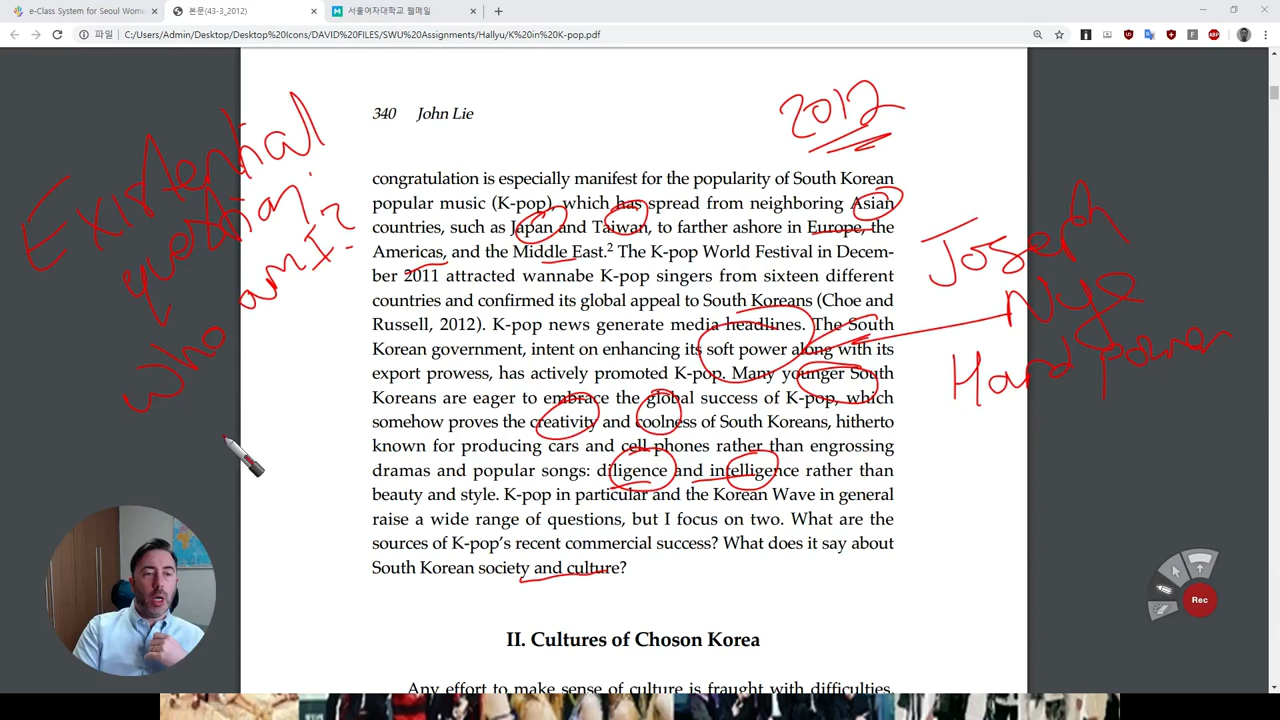 e-Class System for Seoul Wome
본문(43-3_2012)
서울여자대학교 웹메일
파일
C:/Users/Admin/Desktop/Desktop%20Icons/DAVID%20FILES/SWU%20Assignments/Hallyu/K%20in%20K-pop.pdf
340 John Lie
2012
Existential
question.
Who am I?
congratulation is especially manifest for the popularity of South Korean
popular music (K-pop), which has spread from neighboring Asian
countries, such as Japan and Taiwan, to farther ashore in Europe, the
Americas, and the Middle East.2 The K-pop World Festival in Decem-
ber 2011 attracted wannabe K-pop singers from sixteen different
countries and confirmed its global appeal to South Koreans (Choe and
Russell, 2012). K-pop news generate media headlines. The South
Korean government, intent on enhancing its soft power along with its
export prowess, has actively promoted K-pop. Many younger South
Koreans are eager to embrace the global success of K-pop, which
somehow proves the creativity and coolness of South Koreans, hitherto
known for producing cars and cell phones rather than engrossing
dramas and popular songs: diligence and intelligence rather than
beauty and style. K-pop in particular and the Korean Wave in general
raise a wide range of questions, but I focus on two. What are the
sources of K-pop's recent commercial success? What does it say about
South Korean society and culture?
Joseph
Nye
Hard power
II. Cultures of Choson Korea
Any effort to make sense of culture is fraught with difficulties.
Rec